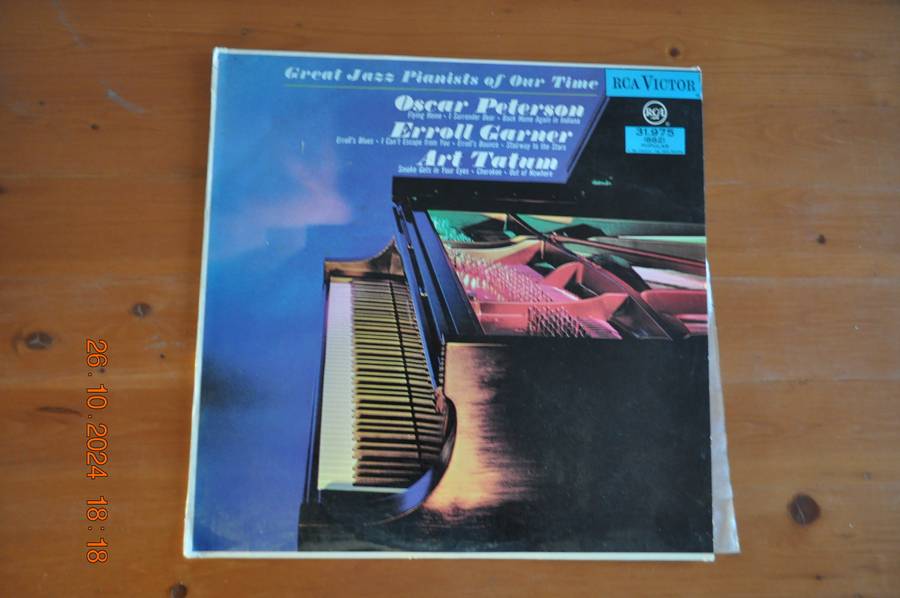 Great Jazz Pianists of Our Time
RCA VICTOR
Oscar Peterson
Flying Home • I Surrender Dear • Back Home Again in Indiana
Erroll Garner
Erroll's Blues • I Can't Escape from You • Erroll's Bounce • Stairway to the Stars
Art Tatum
Smoke Gets in Your Eyes • Cherokee • Out of Nowhere
RCA
31.975
POPULAR
26.10.2024 18:18